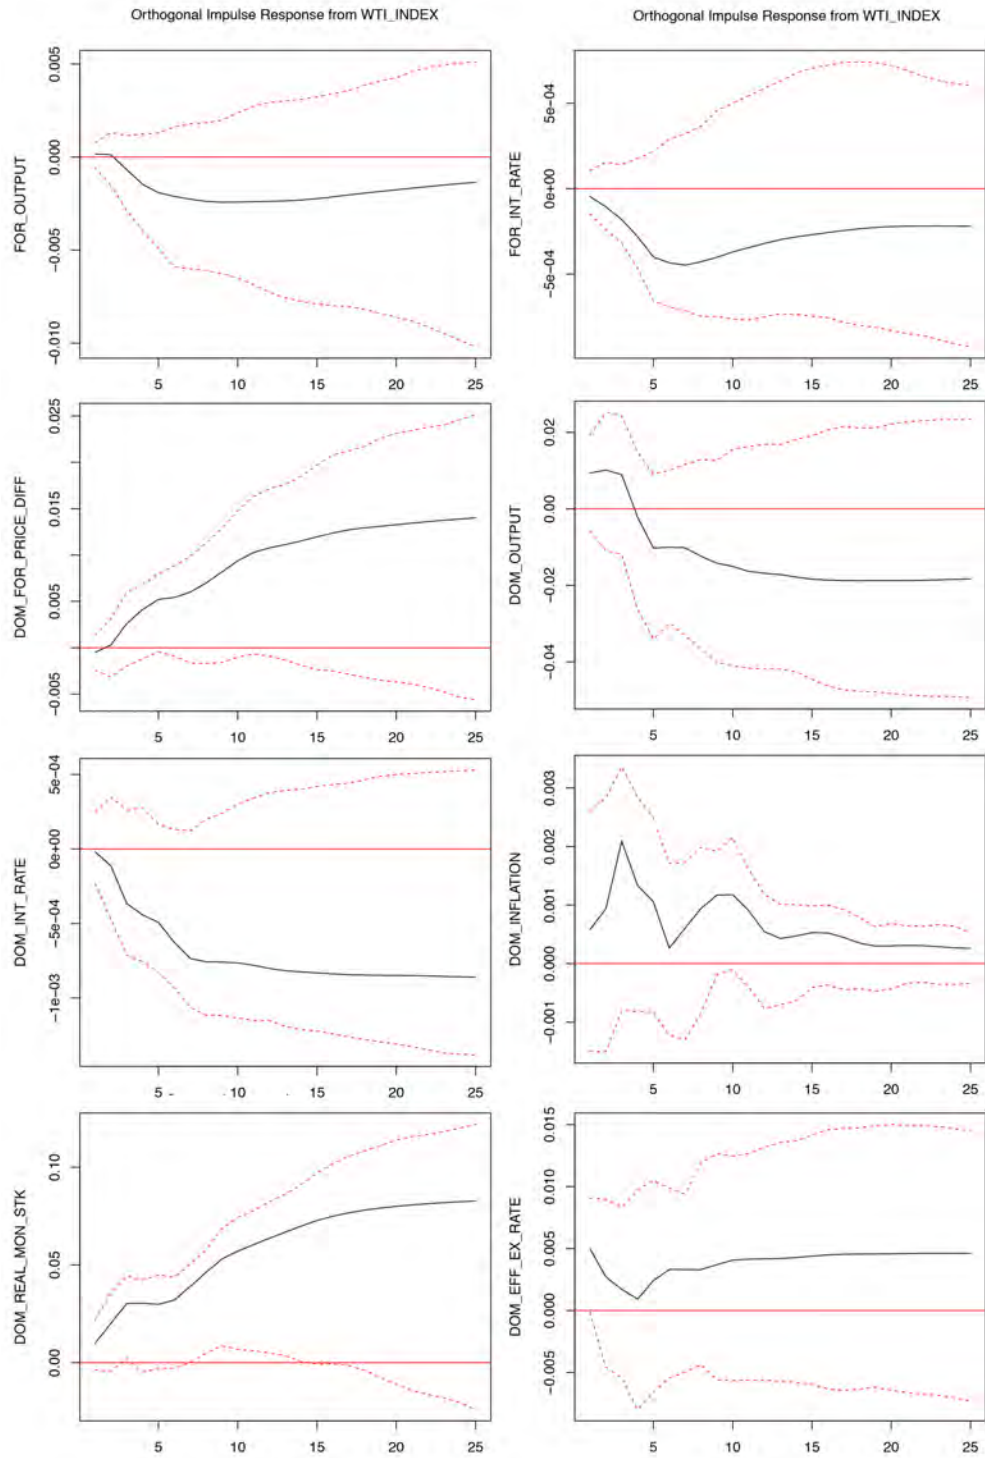 Orthogonal Impulse Response from WTI_INDEX
FOR_OUTPUT
0.005
0.000
−0.005
−0.010
5 10 15 20 25
Orthogonal Impulse Response from WTI_INDEX
FOR_INT_RATE
5e−04
0e+00
−5e−04
5 10 15 20 25
DOM_FOR_PRICE_DIFF
0.025
0.015
0.005
−0.005
5 10 15 20 25
DOM_OUTPUT
0.02
0.00
−0.02
−0.04
5 10 15 20 25
DOM_INT_RATE
5e−04
0e+00
−5e−04
−1e−03
5 10 15 20 25
DOM_INFLATION
0.003
0.002
0.001
0.000
−0.001
5 10 15 20 25
DOM_REAL_MON_STK
0.10
0.05
0.00
5 10 15 20 25
DOM_EFF_EX_RATE
0.015
0.010
0.005
0.000
−0.005
5 10 15 20 25